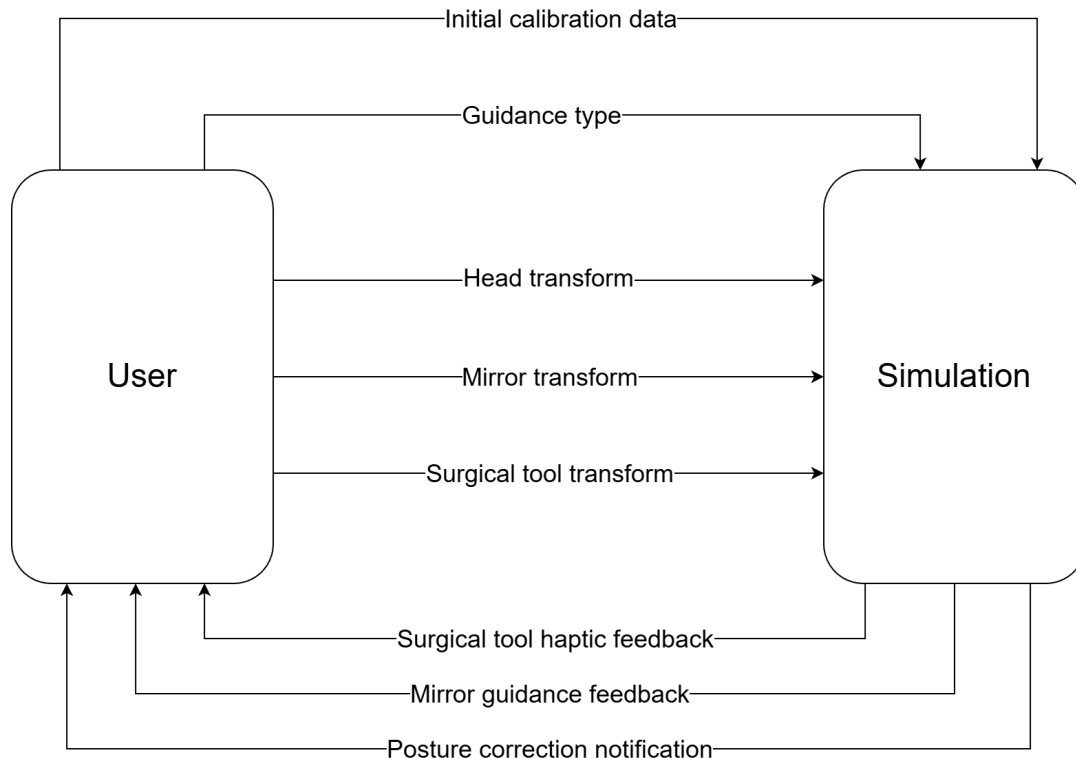 Initial calibration data
Guidance type
Head transform
User
Mirror transform
Simulation
Surgical tool transform
Surgical tool haptic feedback
Mirror guidance feedback
Posture correction notification